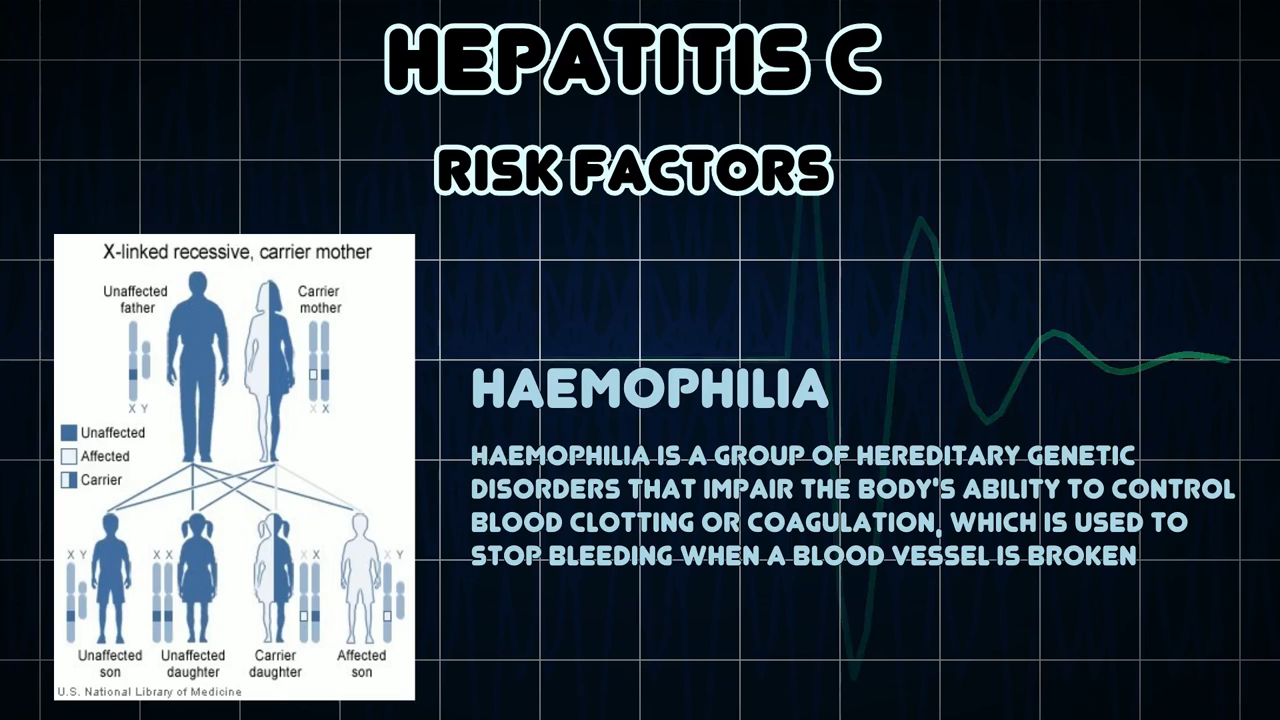 HEPATITIS C
RISK FACTORS
X-linked recessive, carrier mother
Unaffected father
Carrier mother
X Y
X X
Unaffected
Affected
Carrier
X Y
X X
X X
X Y
Unaffected son
Unaffected daughter
Carrier daughter
Affected son
U.S. National Library of Medicine
HAEMOPHILIA
HAEMOPHILIA IS A GROUP OF HEREDITARY GENETIC
DISORDERS THAT IMPAIR THE BODY'S ABILITY TO CONTROL
BLOOD CLOTTING OR COAGULATION, WHICH IS USED TO
STOP BLEEDING WHEN A BLOOD VESSEL IS BROKEN